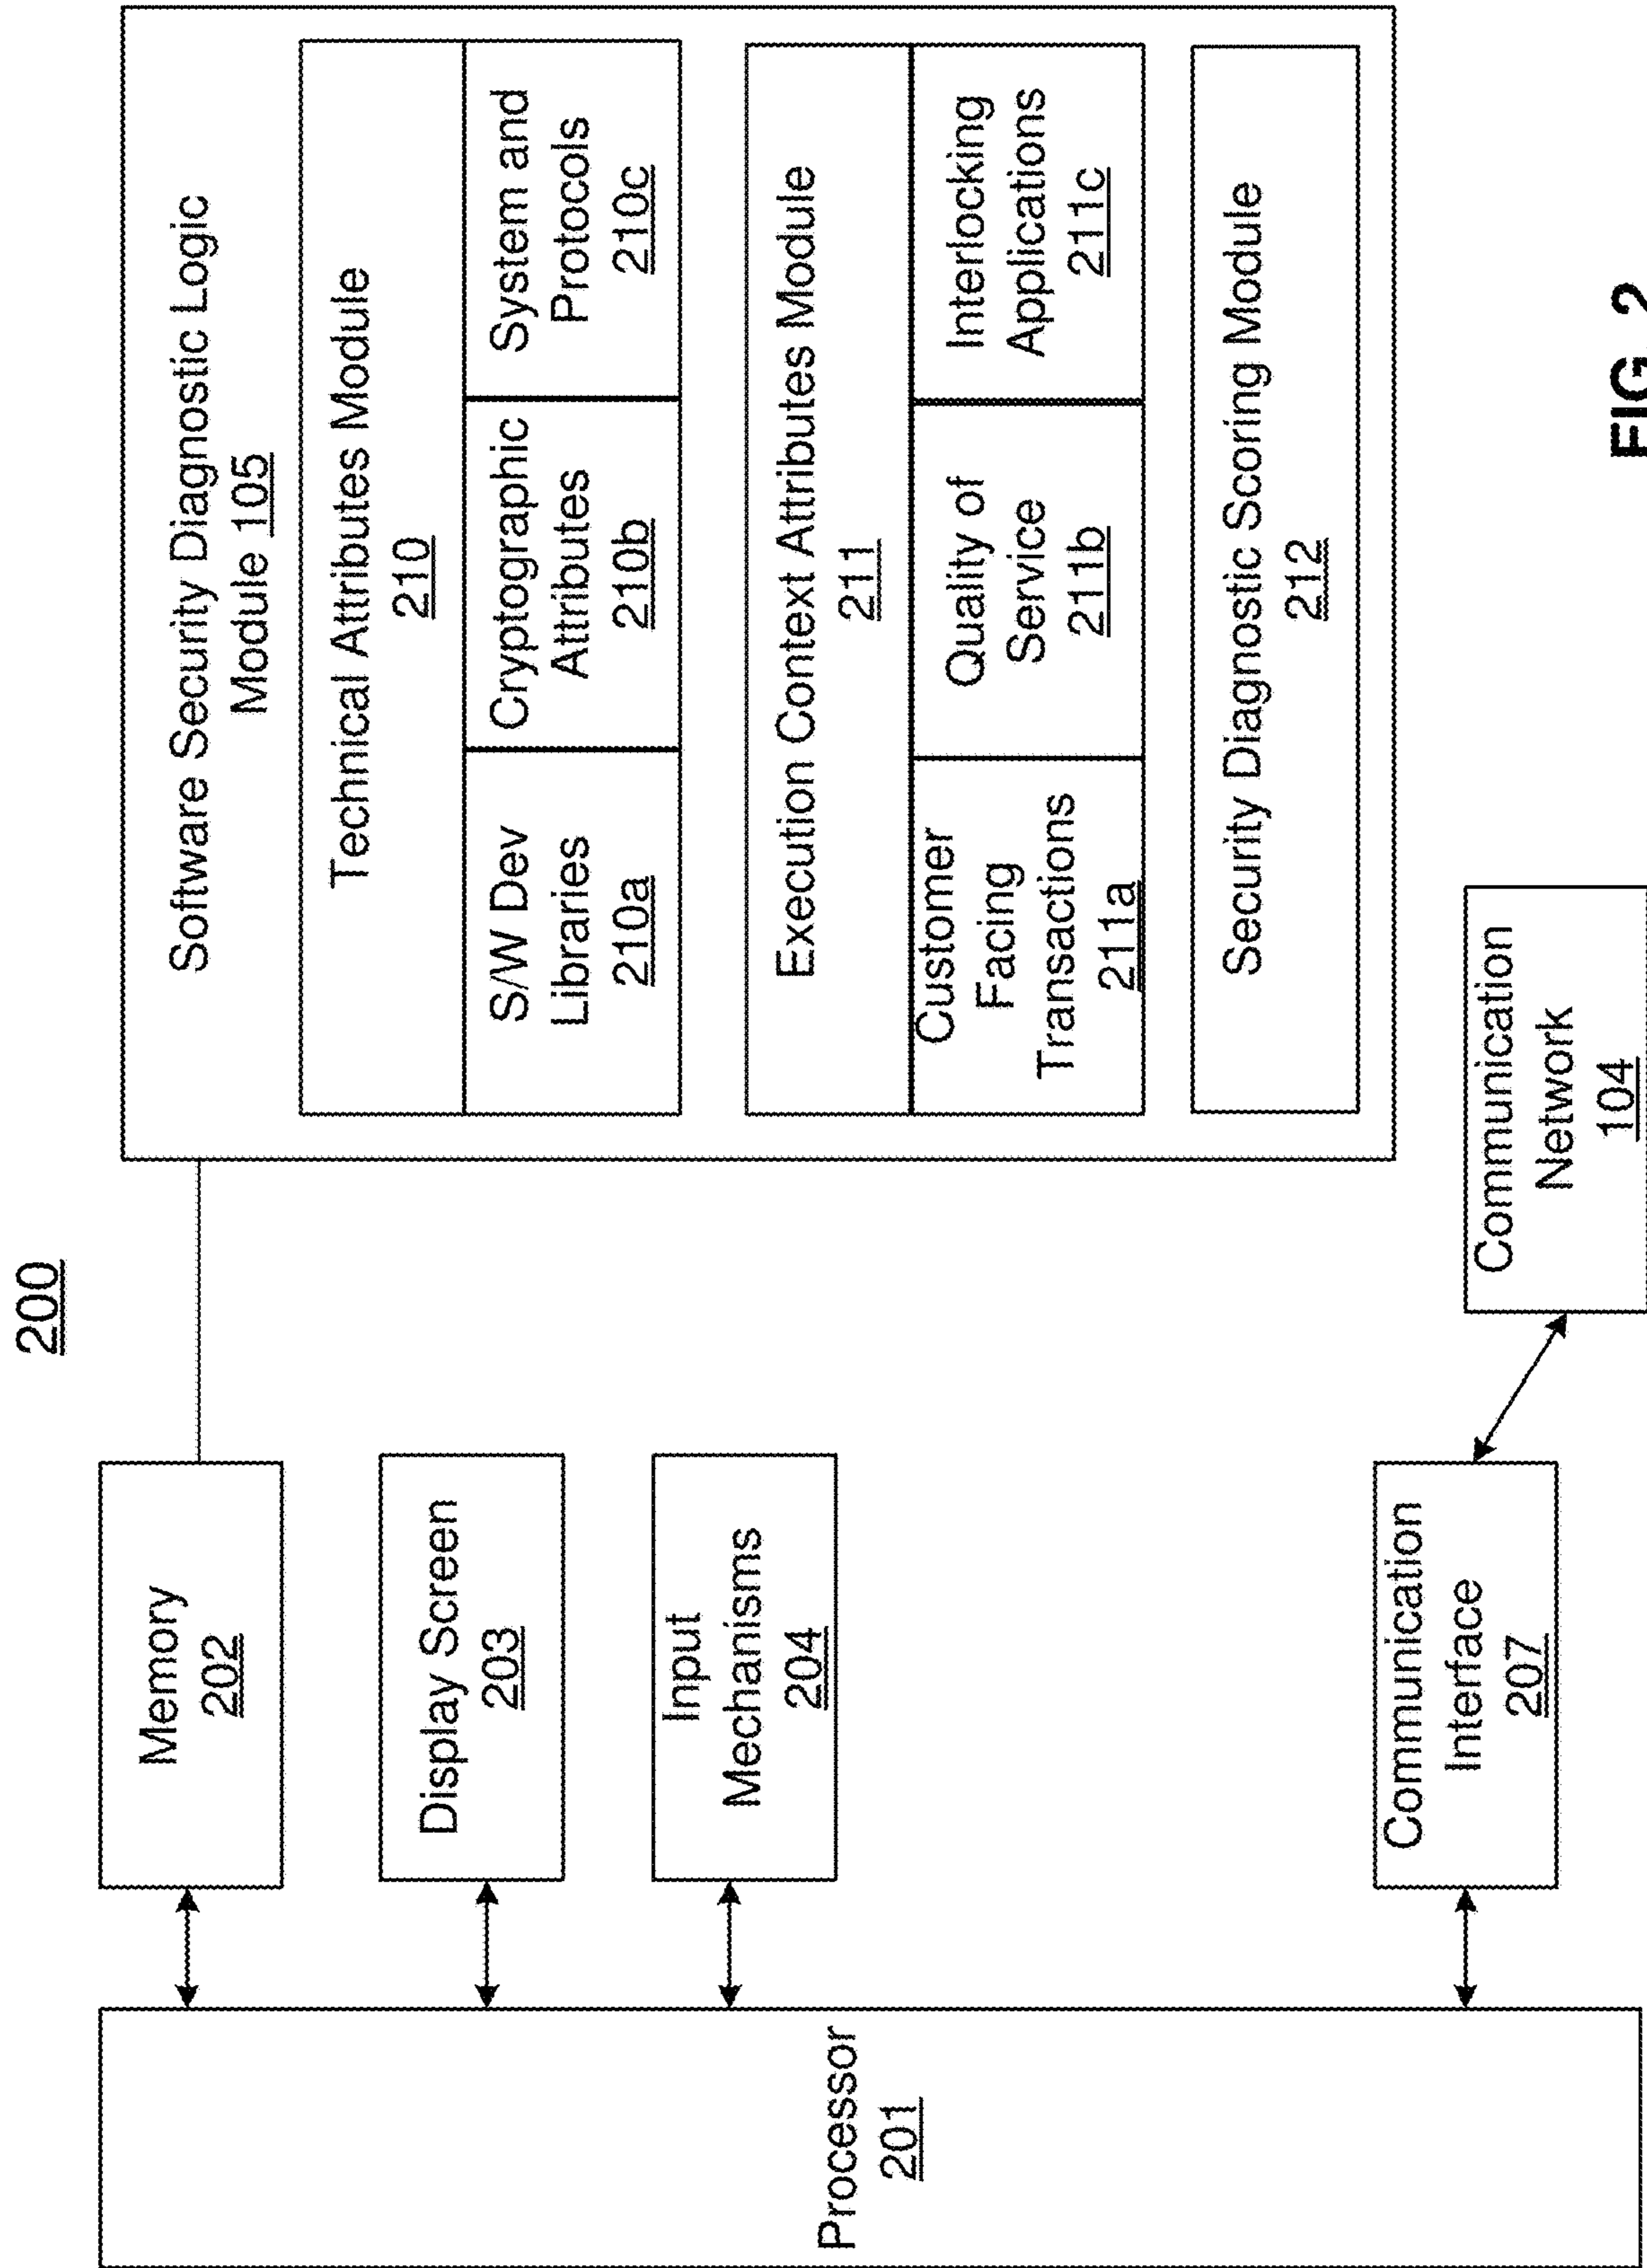 200
Processor
201
Memory
202
Display Screen
203
Input
Mechanisms
204
Communication
Interface
207
Communication
Network
104
Software Security Diagnostic Logic
Module 105
Technical Attributes Module
210
S/W Dev
Libraries
210a
Cryptographic
Attributes
210b
System and
Protocols
210c
Execution Context Attributes Module
211
Customer
Facing
Transactions
211a
Quality of
Service
211b
Interlocking
Applications
211c
Security Diagnostic Scoring Module
212
FIG. 2